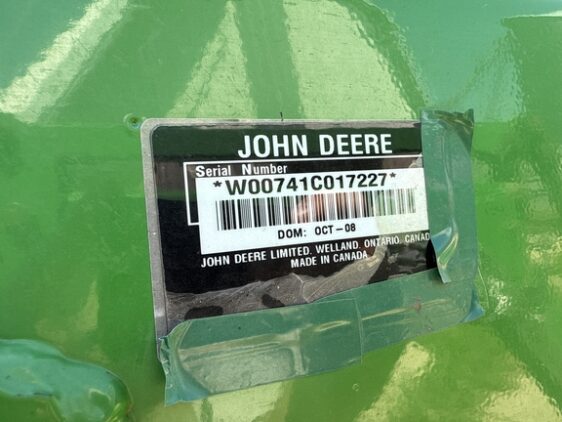 JOHN DEERE
Serial Number
*W00741C017227*
DOM: OCT-08
JOHN DEERE LIMITED, WELLAND, ONTARIO, CANAD
MADE IN CANADA